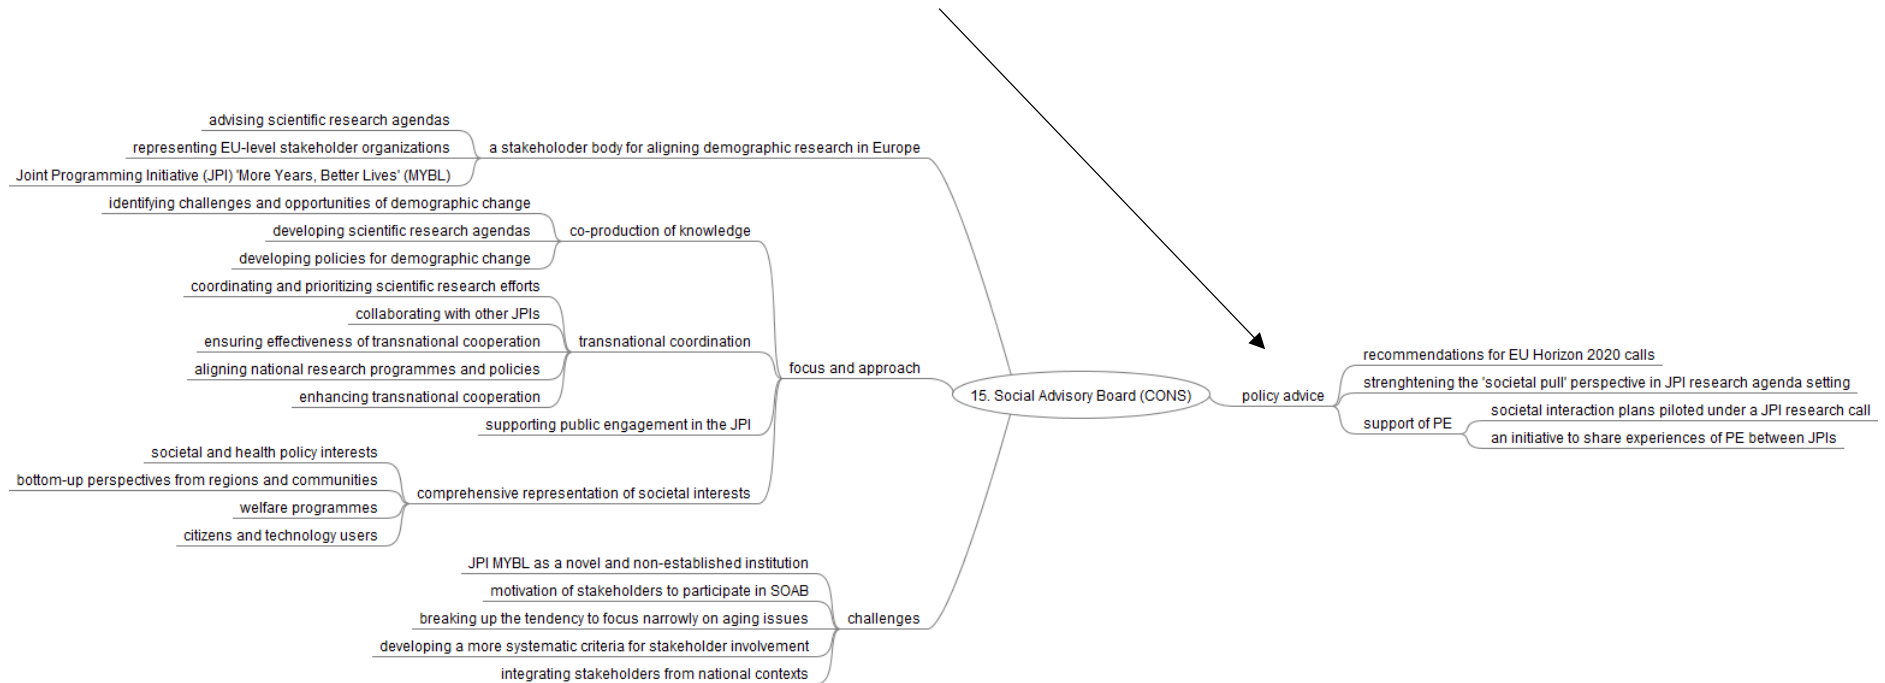 advising scientific research agendas
representing EU-level stakeholder organizations
Joint Programming Initiative (JPI) 'More Years, Better Lives' (MYBL)
a stakeholoder body for aligning demographic research in Europe
identifying challenges and opportunities of demographic change
developing scientific research agendas
developing policies for demographic change
co-production of knowledge
coordinating and prioritizing scientific research efforts
collaborating with other JPIs
ensuring effectiveness of transnational cooperation
aligning national research programmes and policies
enhancing transnational cooperation
transnational coordination
supporting public engagement in the JPI
societal and health policy interests
bottom-up perspectives from regions and communities
welfare programmes
citizens and technology users
comprehensive representation of societal interests
focus and approach
JPI MYBL as a novel and non-established institution
motivation of stakeholders to participate in SOAB
breaking up the tendency to focus narrowly on aging issues
developing a more systematic criteria for stakeholder involvement
integrating stakeholders from national contexts
challenges
15. Social Advisory Board (CONS)
policy advice
recommendations for EU Horizon 2020 calls
strenghtening the 'societal pull' perspective in JPI research agenda setting
support of PE
societal interaction plans piloted under a JPI research call
an initiative to share experiences of PE between JPIs